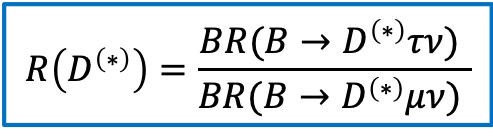 R(D^(*)) = BR(B → D^(*)τν) / BR(B → D^(*)μν)